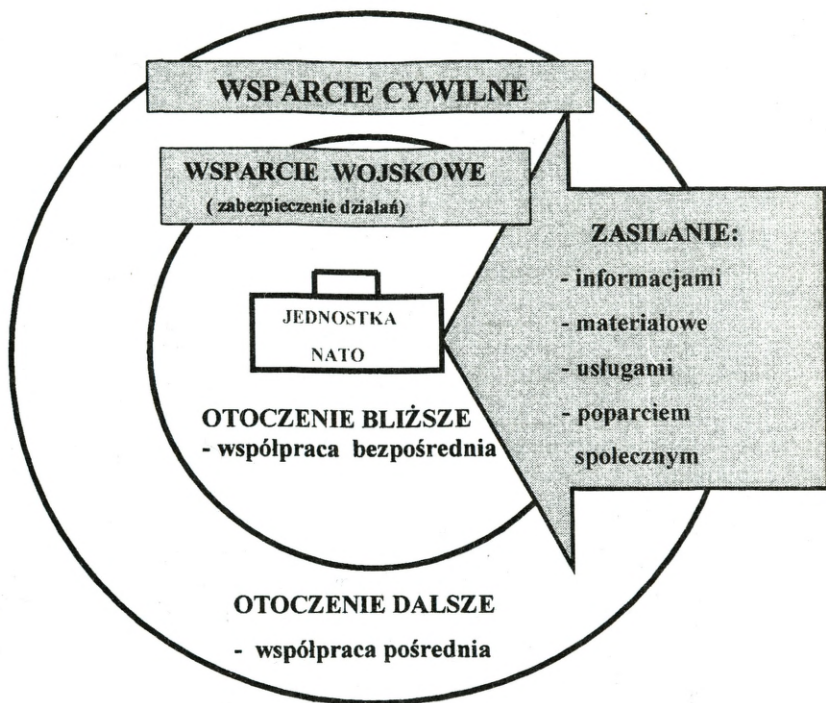 WSPARCIE CYWILNE
WSPARCIE WOJSKOWE
( zabezpieczenie działań)
JEDNOSTKA
NATO
OTOCZENIE BLIŻSZE
- współpraca bezpośrednia
OTOCZENIE DALSZE
- współpraca pośrednia
ZASILANIE:
- informacjami
- materiałowe
- usługami
- poparciem
społecznym